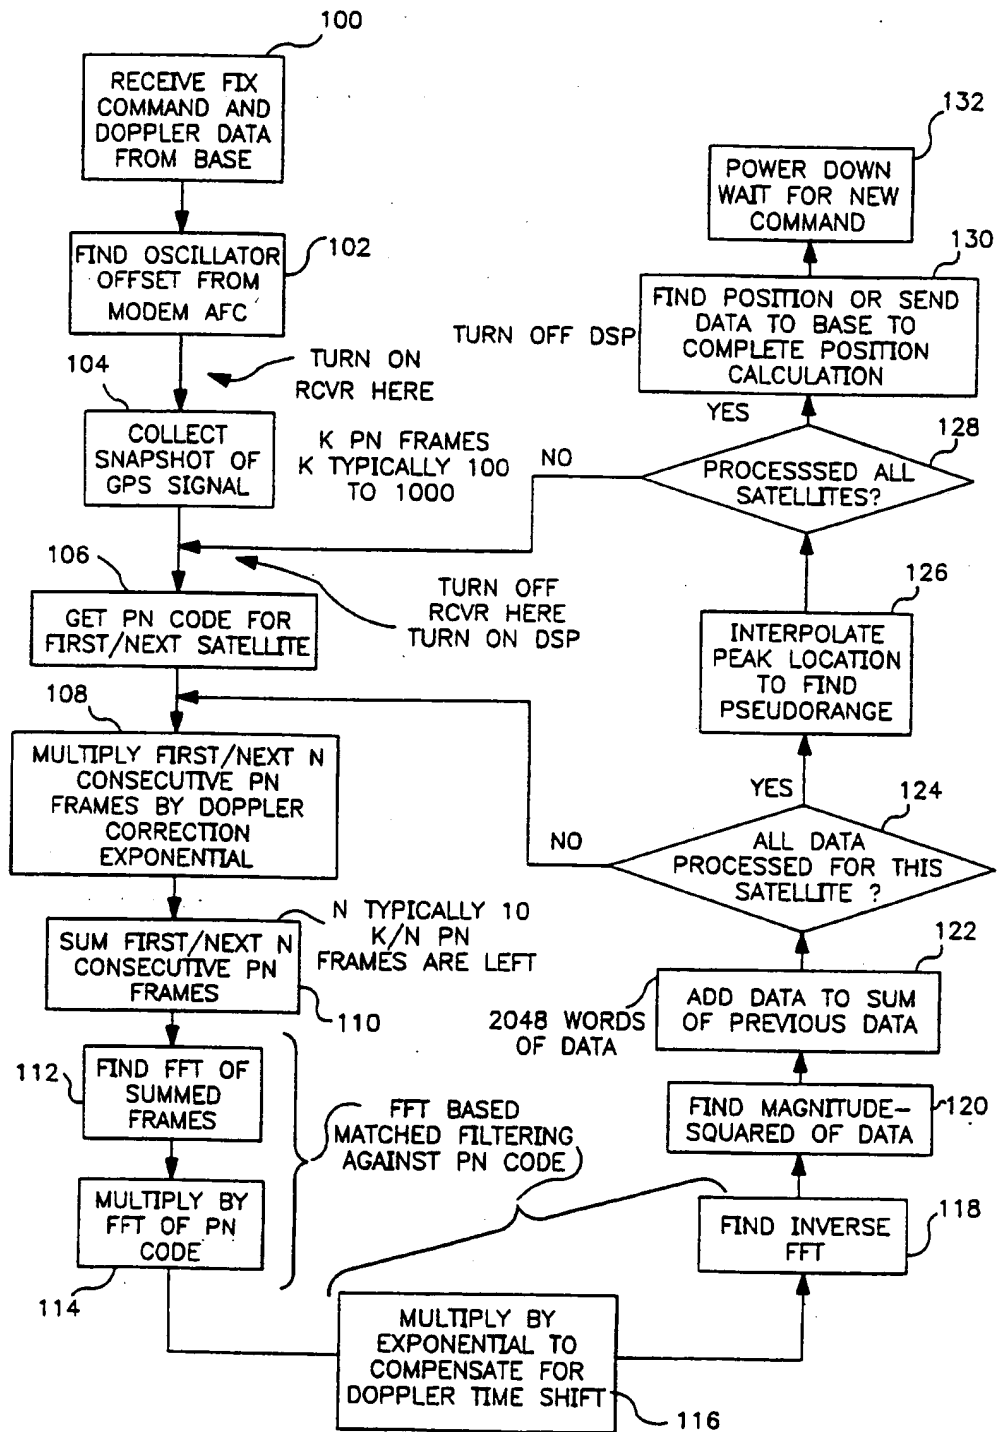 100
RECEIVE FIX
COMMAND AND
DOPPLER DATA
FROM BASE
FIND OSCILLATOR
OFFSET FROM
MODEM AFC
102
TURN ON
RCVR HERE
104
COLLECT
SNAPSHOT OF
GPS SIGNAL
K PN FRAMES
K TYPICALLY 100
TO 1000
106
TURN OFF
RCVR HERE
TURN ON DSP
GET PN CODE FOR
FIRST/NEXT SATELLITE
108
MULTIPLY FIRST/NEXT N
CONSECUTIVE PN
FRAMES BY DOPPLER
CORRECTION
EXPONENTIAL
N TYPICALLY 10
K/N PN
FRAMES ARE LEFT
SUM FIRST/NEXT N
CONSECUTIVE PN
FRAMES
110
112
FIND FFT OF
SUMMED
FRAMES
FFT BASED
MATCHED FILTERING
AGAINST PN CODE
MULTIPLY BY
FFT OF PN
CODE
114
MULTIPLY BY
EXPONENTIAL TO
COMPENSATE FOR
DOPPLER TIME SHIFT
116
FIND INVERSE
FFT
118
FIND MAGNITUDE-
SQUARED OF DATA
120
2048 WORDS
OF DATA
ADD DATA TO SUM
OF PREVIOUS DATA
122
ALL DATA
PROCESSED FOR THIS
SATELLITE ?
124
NO
YES
INTERPOLATE
PEAK LOCATION
TO FIND
PSEUDORANGE
126
PROCESSSED ALL
SATELLITES?
128
NO
YES
TURN OFF DSP
FIND POSITION OR SEND
DATA TO BASE TO
COMPLETE POSITION
CALCULATION
130
POWER DOWN
WAIT FOR NEW
COMMAND
132